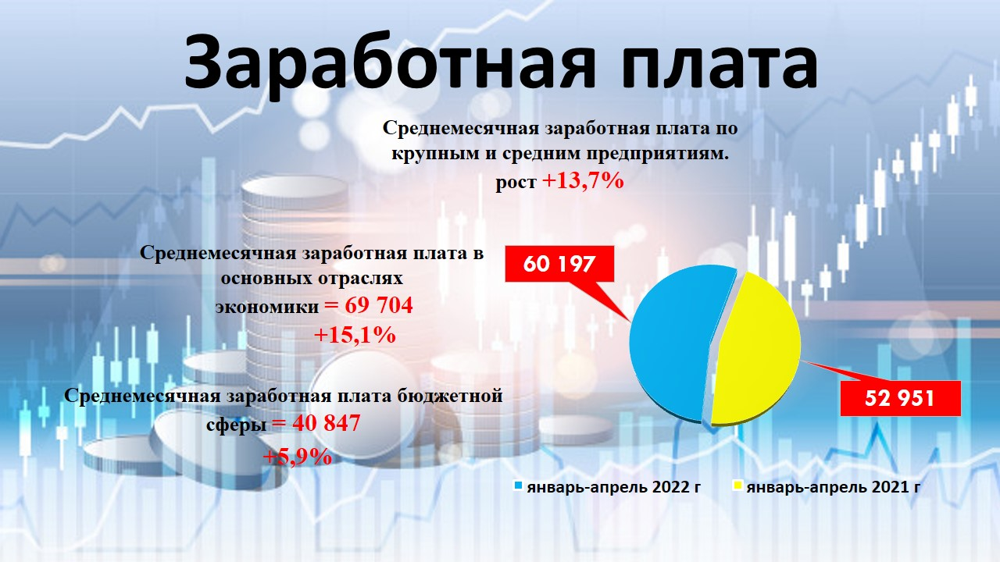 Заработная плата
Среднемесячная заработная плата по
крупным и средним предприятиям.
рост +13,7%
Среднемесячная заработная плата в
основных отраслях
экономики = 69 704
+15,1%
Среднемесячная заработная плата бюджетной
сферы = 40 847
+5,9%
60 197
52 951
январь-апрель 2022 г
январь-апрель 2021 г